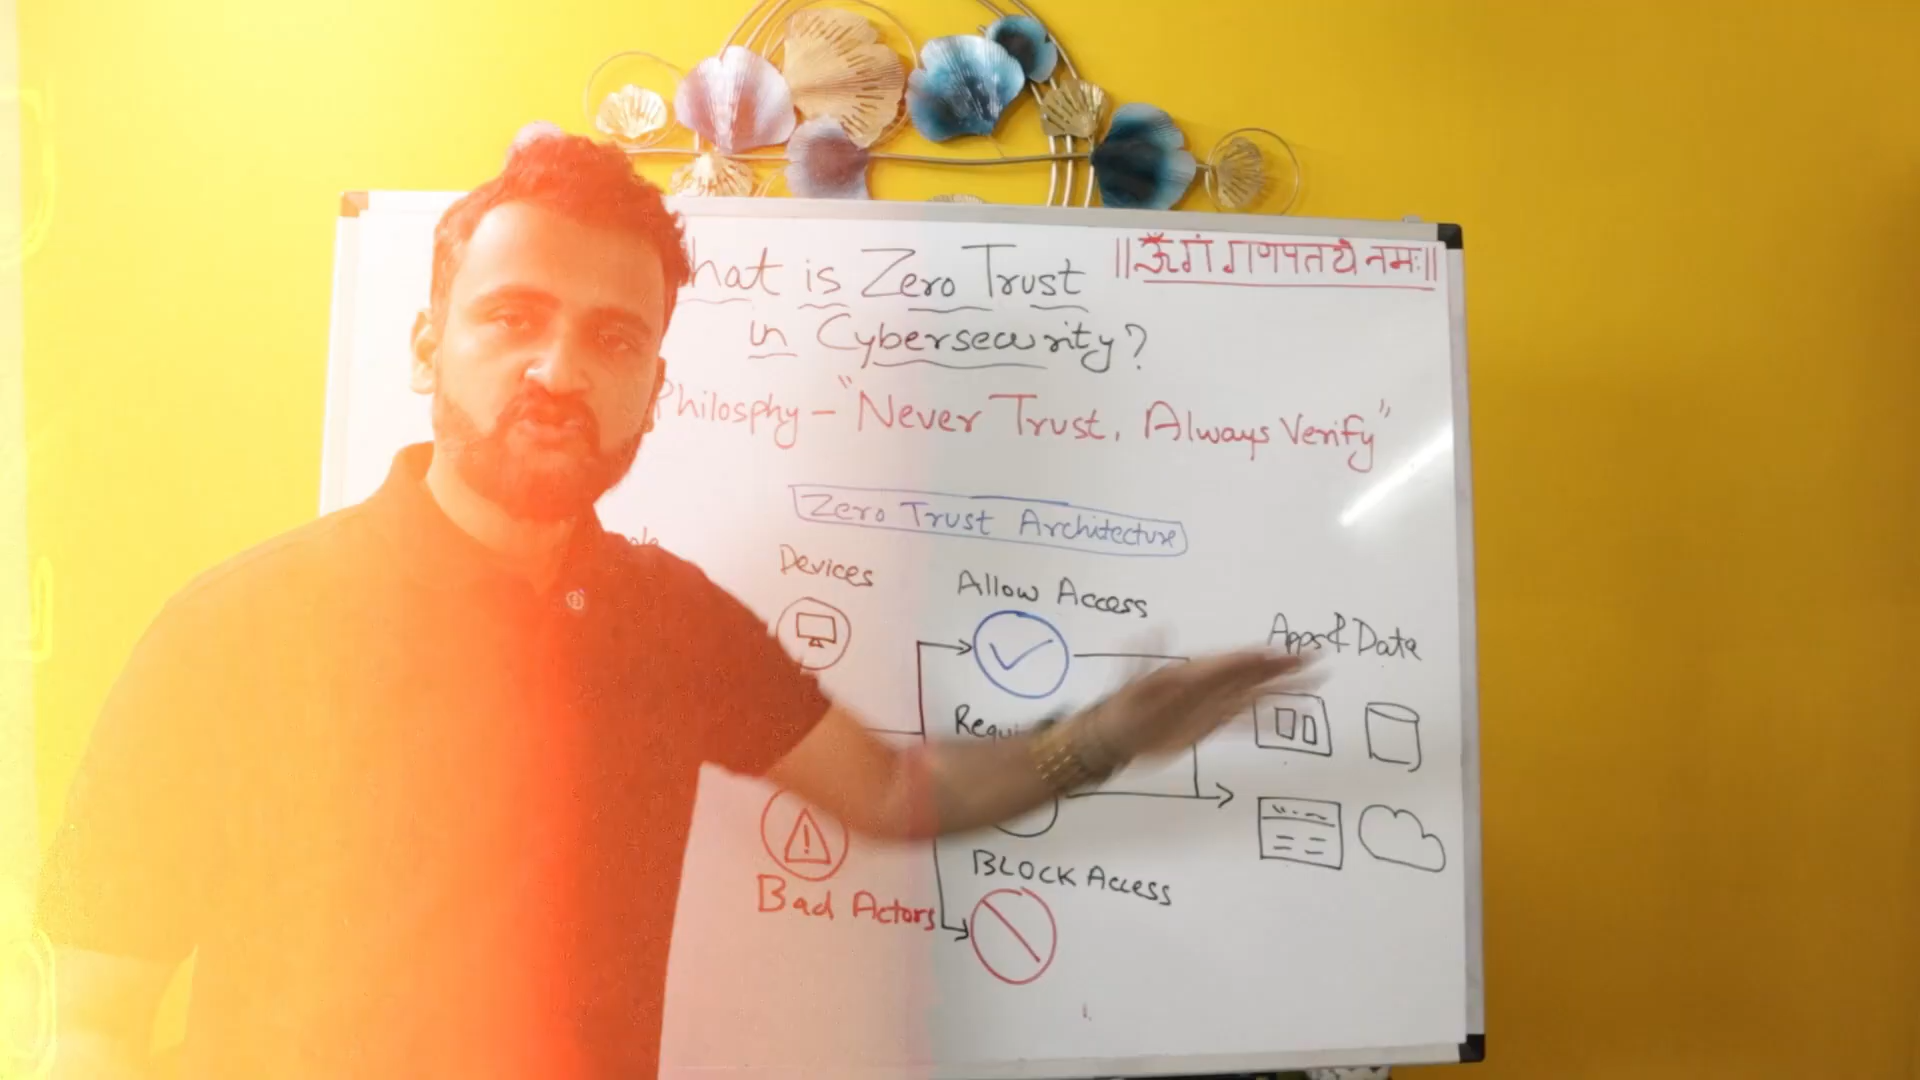 hat is Zero Trust
||ॐ गं गणपतये नमः||
in Cybersecurity?
Philosphy - "Never Trust, Always Verify"
Zero Trust Architecture
Devices
Allow Access
Apps & Data
Requi
BLOCK Access
Bad Actors